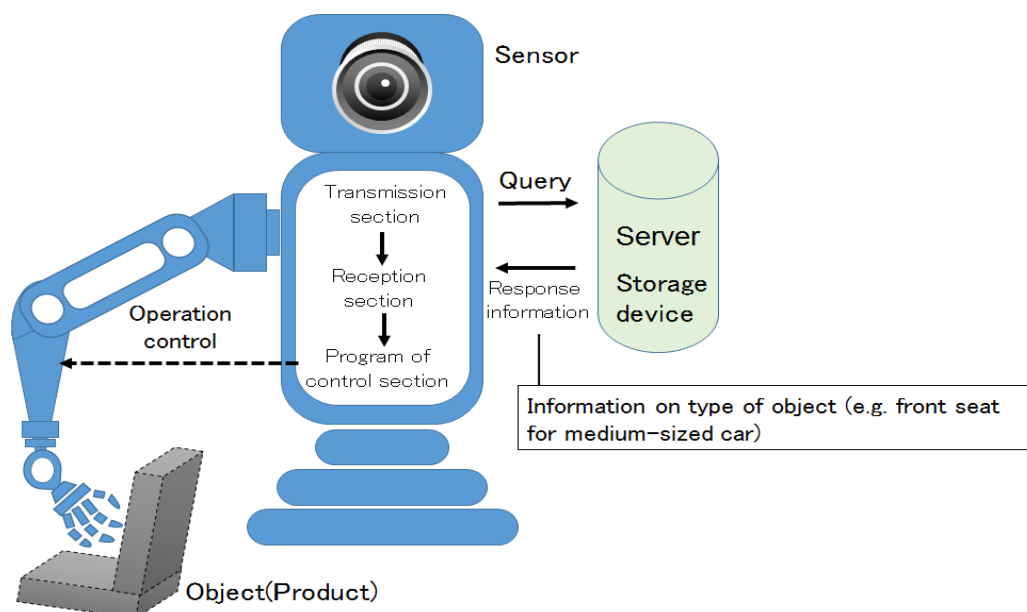 Sensor
Transmission
section
Query
Reception
section
Server
Storage
device
Response
information
Operation
control
Program of
control section
Information on type of object (e.g. front seat
for medium-sized car)
Object(Product)